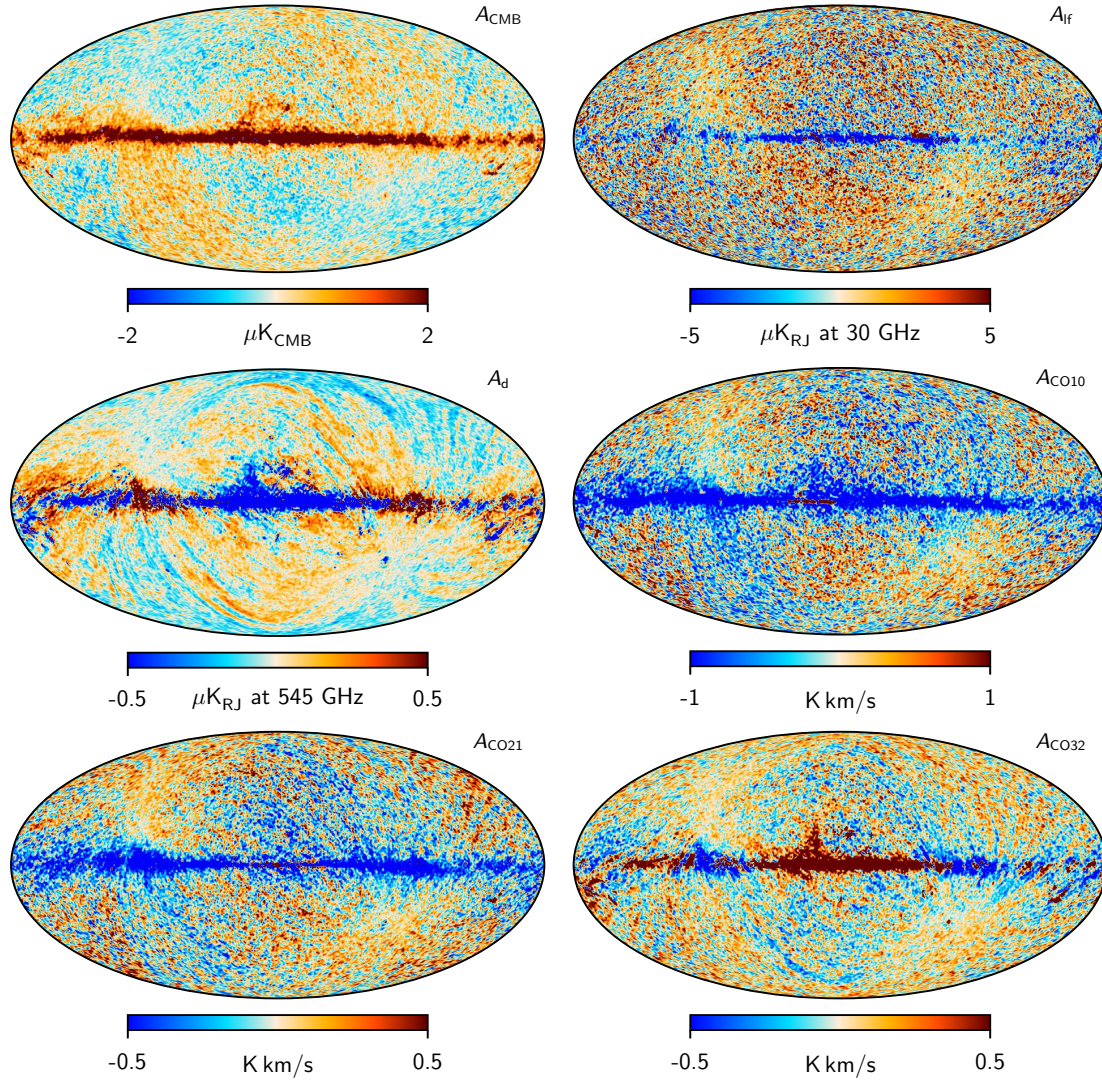 A_CMB A_lf
-2 2 -5 5
μK_CMB μK_RJ at 30 GHz
A_d A_CO10
-0.5 0.5 -1 1
μK_RJ at 545 GHz K km/s
A_CO21 A_CO32
-0.5 0.5 -0.5 0.5
K km/s K km/s